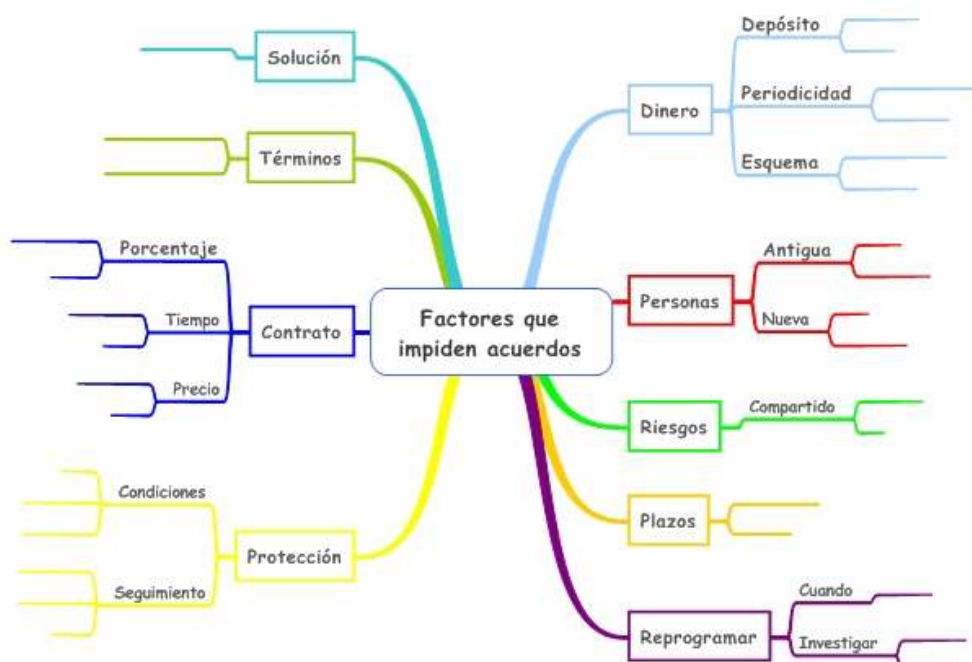 Factores que
impiden acuerdos
Dinero
Depósito
Periodicidad
Esquema
Personas
Antigua
Nueva
Riesgos
Compartido
Plazos
Reprogramar
Cuando
Investigar
Solución
Términos
Contrato
Porcentaje
Tiempo
Precio
Protección
Condiciones
Seguimiento